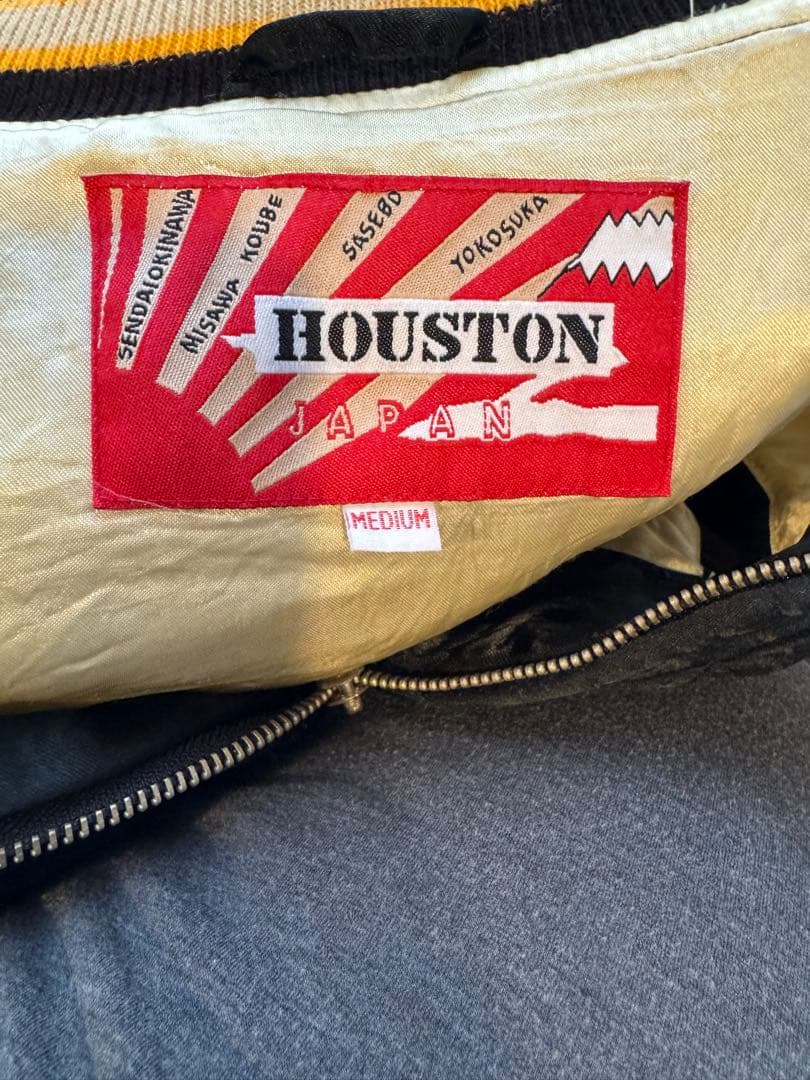 SENDAI OKINAWA
MISAWA KOUBE
SASEBO
YOKOSUKA
HOUSTON
JAPAN
MEDIUM